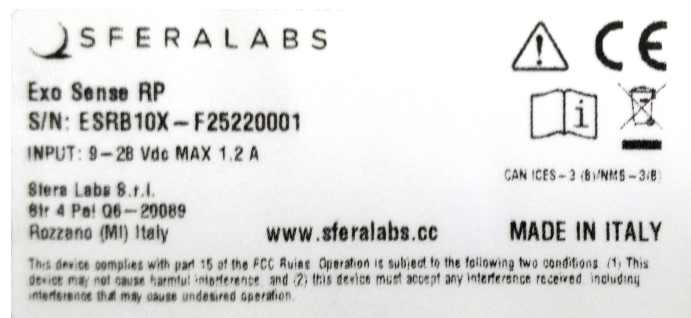 SFERALABS
Exo Sense RP
S/N: ESRB10X-F25220001
INPUT: 9-28 Vdc MAX 1.2 A
CAN ICES-3 (B)/NMB-3(B)
Sfera Labs S.r.l.
Str 4 Pal Q6-20089
Rozzano (MI) Italy
www.sferalabs.cc
MADE IN ITALY
This device complies with part 15 of the FCC Rules. Operation is subject to the following two conditions: (1) This
device may not cause harmful interference, and (2) this device must accept any interference received, including
interference that may cause undesired operation.